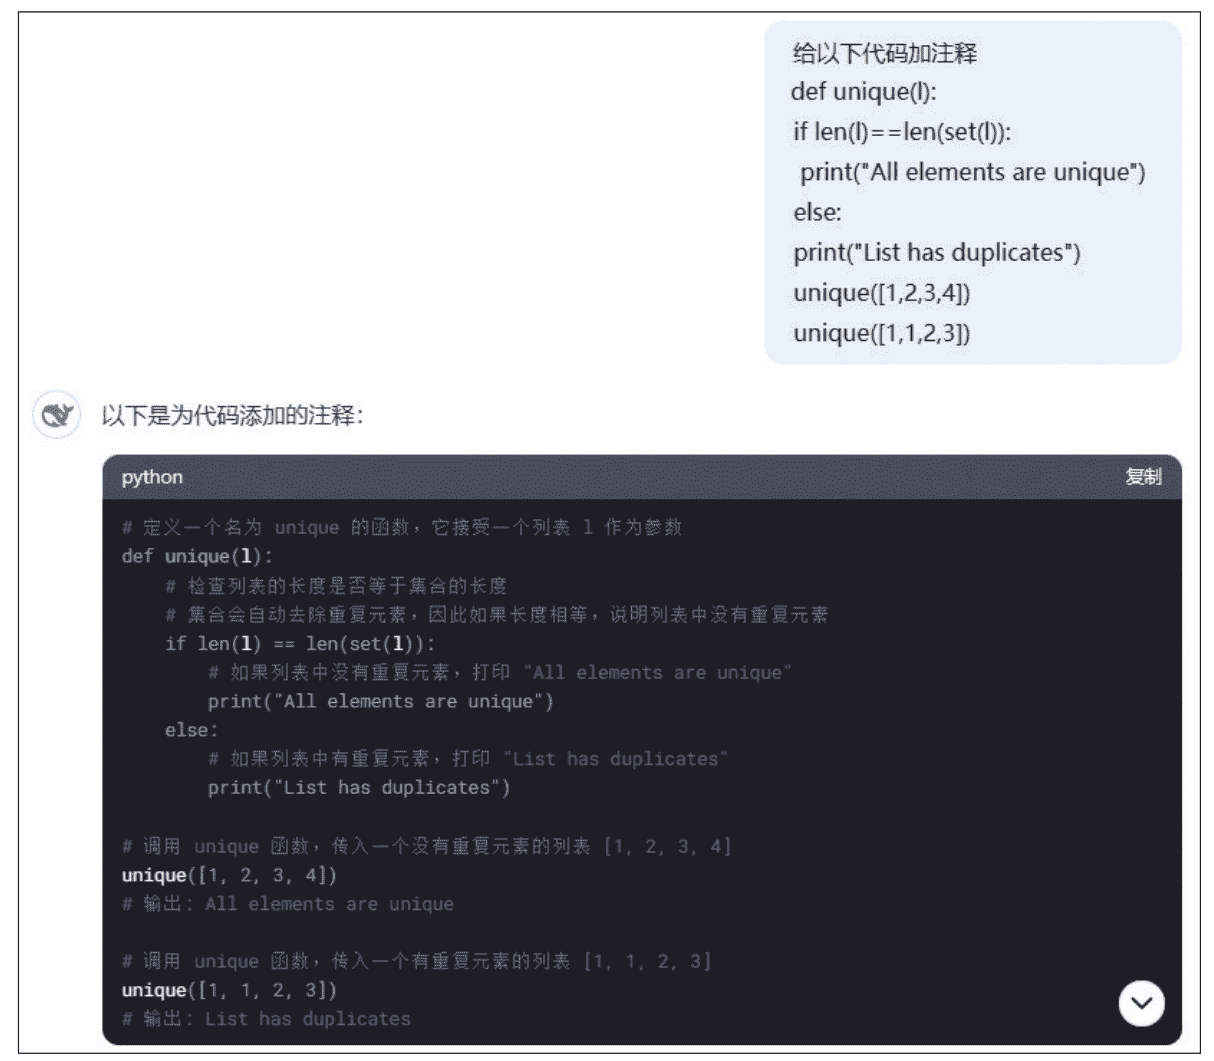 给以下代码加注释
def unique(l):
if len(l)==len(set(l)):
print("All elements are unique")
else:
print("List has duplicates")
unique([1,2,3,4])
unique([1,1,2,3])
以下是为代码添加的注释：
python
复制
# 定义一个名为 unique 的函数，它接受一个列表 l 作为参数
def unique(l):
    # 检查列表的长度是否等于集合的长度
    # 集合会自动去除重复元素，因此如果长度相等，说明列表中没有重复元素
    if len(l) == len(set(l)):
        # 如果列表中没有重复元素，打印 "All elements are unique"
        print("All elements are unique")
    else:
        # 如果列表中有重复元素，打印 "List has duplicates"
        print("List has duplicates")
# 调用 unique 函数，传入一个没有重复元素的列表 [1, 2, 3, 4]
unique([1, 2, 3, 4])
# 输出: All elements are unique
# 调用 unique 函数，传入一个有重复元素的列表 [1, 1, 2, 3]
unique([1, 1, 2, 3])
# 输出: List has duplicates